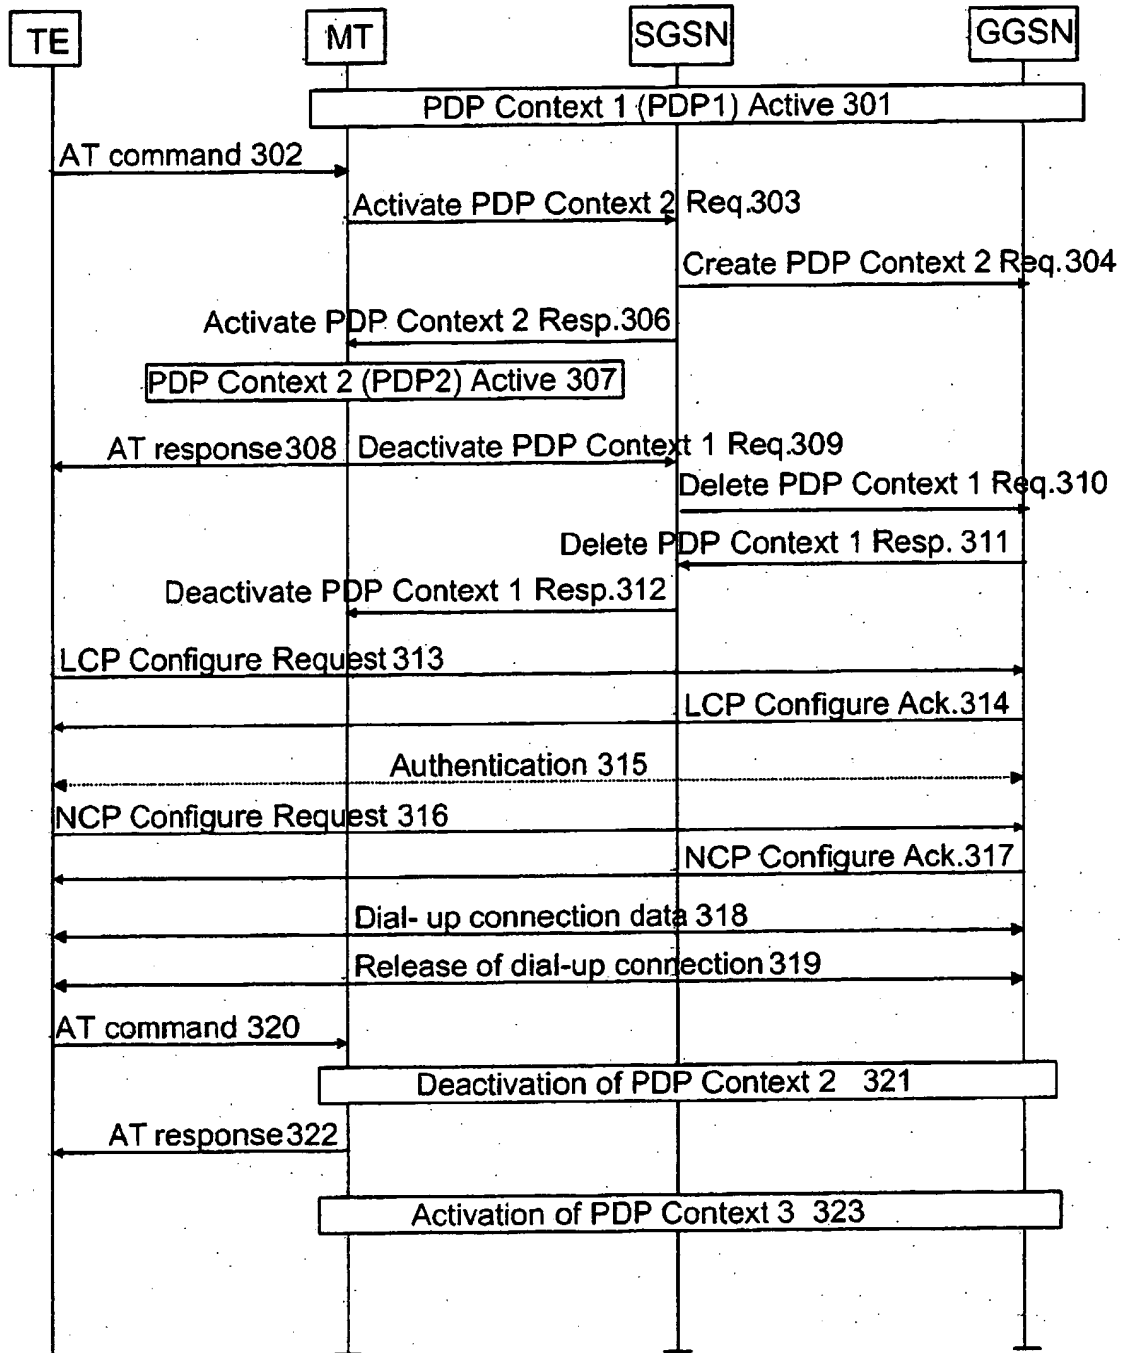 TE MT SGSN GGSN
PDP Context 1 (PDP1) Active 301
AT command 302
Activate PDP Context 2 Req.303
Create PDP Context 2 Req.304
Activate PDP Context 2 Resp.306
PDP Context 2 (PDP2) Active 307
AT response 308 Deactivate PDP Context 1 Req.309
Delete PDP Context 1 Req.310
Delete PDP Context 1 Resp. 311
Deactivate PDP Context 1 Resp.312
LCP Configure Request 313
LCP Configure Ack.314
Authentication 315
NCP Configure Request 316
NCP Configure Ack.317
Dial- up connection data 318
Release of dial-up connection 319
AT command 320
Deactivation of PDP Context 2 321
AT response 322
Activation of PDP Context 3 323